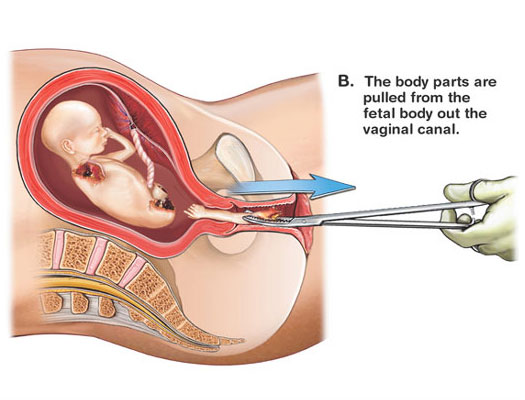 B. The body parts are
pulled from the
fetal body out the
vaginal canal.